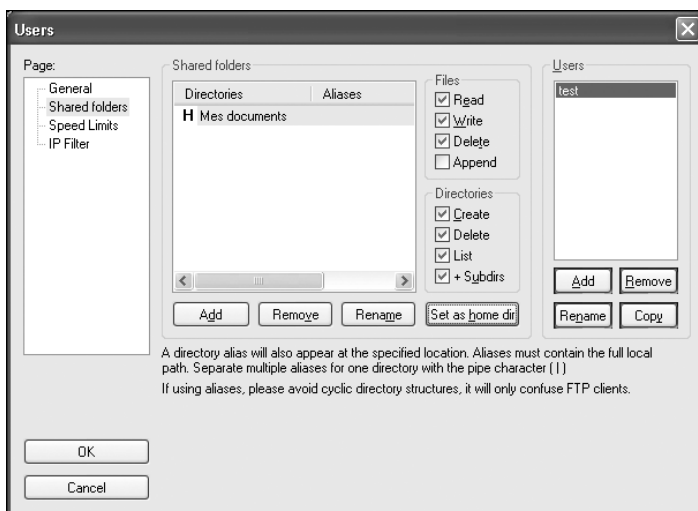 Users
Page:
General
Shared folders
Speed Limits
IP Filter
Shared folders
Directories Aliases
H Mes documents
Add Remove Rename Set as home dir
Files
Read
Write
Delete
Append
Directories
Create
Delete
List
+ Subdirs
Users
test
Add Remove
Rename Copy
A directory alias will also appear at the specified location. Aliases must contain the full local
path. Separate multiple aliases for one directory with the pipe character ( | )
If using aliases, please avoid cyclic directory structures, it will only confuse FTP clients.
OK
Cancel